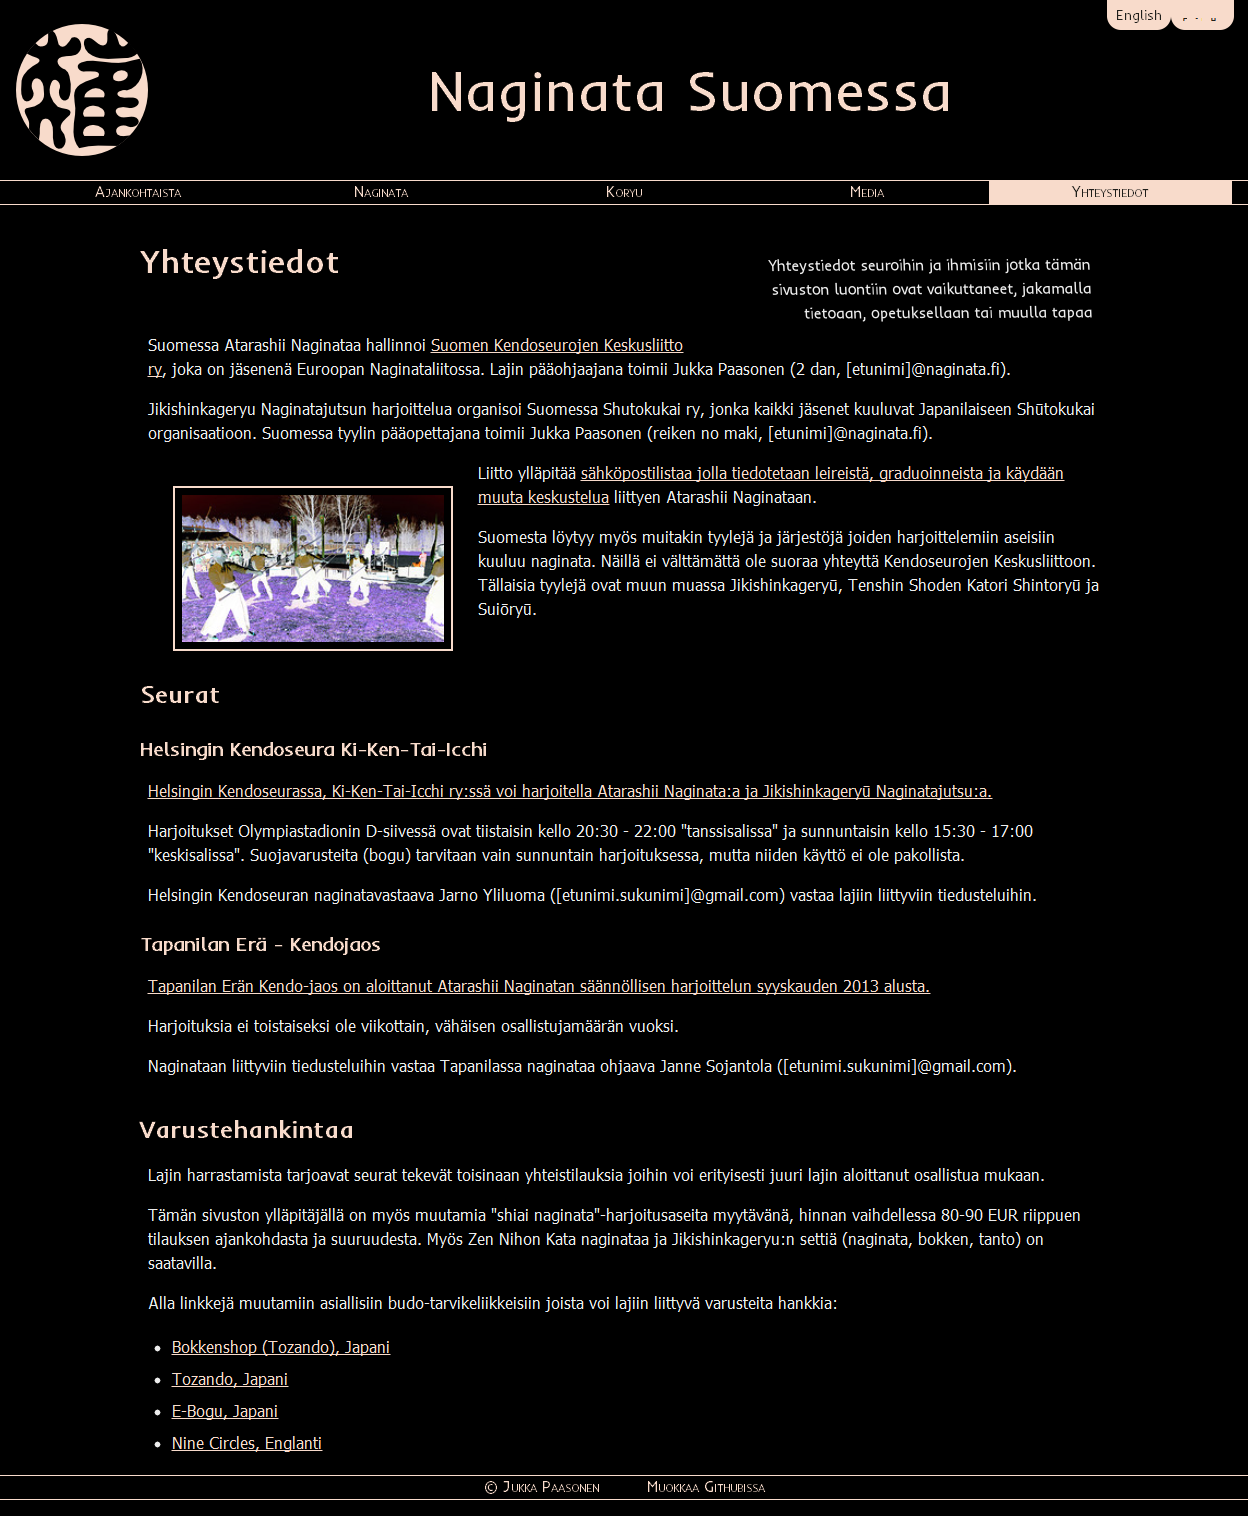 English
Naginata Suomessa
Ajankohtaista Naginata Koryu Media Yhteystiedot
Yhteystiedot
Yhteystiedot seuroihin ja ihmisiin jotka tämän
sivuston luontiin ovat vaikuttaneet, jakamalla
tietoaan, opetuksellaan tai muulla tapaa
Suomessa Atarashii Naginataa hallinnoi Suomen Kendoseurojen Keskusliitto
ry, joka on jäsenenä Euroopan Naginataliitossa. Lajin pääohjaajana toimii Jukka Paasonen (2 dan, [etunimi]@naginata.fi).
Jikishinkageryu Naginatajutsun harjoittelua organisoi Suomessa Shutokukai ry, jonka kaikki jäsenet kuuluvat Japanilaiseen Shūtokukai
organisaatioon. Suomessa tyylin pääopettajana toimii Jukka Paasonen (reiken no maki, [etunimi]@naginata.fi).
Liitto ylläpitää sähköpostilistaa jolla tiedotetaan leireistä, graduoinneista ja käydään
muuta keskustelua liittyen Atarashii Naginataan.
Suomesta löytyy myös muitakin tyylejä ja järjestöjä joiden harjoittelemiin aseisiin
kuuluu naginata. Näillä ei välttämättä ole suoraa yhteyttä Kendoseurojen Keskusliittoon.
Tällaisia tyylejä ovat muun muassa Jikishinkageryū, Tenshin Shoden Katori Shintoryū ja
Suiōryū.
Seurat
Helsingin Kendoseura Ki-Ken-Tai-Icchi
Helsingin Kendoseurassa, Ki-Ken-Tai-Icchi ry:ssä voi harjoitella Atarashii Naginata:a ja Jikishinkageryū Naginatajutsu:a.
Harjoitukset Olympiastadionin D-siivessä ovat tiistaisin kello 20:30 - 22:00 "tanssisalissa" ja sunnuntaisin kello 15:30 - 17:00
"keskisalissa". Suojavarusteita (bogu) tarvitaan vain sunnuntain harjoituksessa, mutta niiden käyttö ei ole pakollista.
Helsingin Kendoseuran naginatavastaava Jarno Yliluoma ([etunimi.sukunimi]@gmail.com) vastaa lajiin liittyviin tiedusteluihin.
Tapanilan Erä - Kendojaos
Tapanilan Erän Kendo-jaos on aloittanut Atarashii Naginatan säännöllisen harjoittelun syyskauden 2013 alusta.
Harjoituksia ei toistaiseksi ole viikottain, vähäisen osallistujamäärän vuoksi.
Naginataan liittyviin tiedusteluihin vastaa Tapanilassa naginataa ohjaava Janne Sojantola ([etunimi.sukunimi]@gmail.com).
Varustehankintaa
Lajin harrastamista tarjoavat seurat tekevät toisinaan yhteistilauksia joihin voi erityisesti juuri lajin aloittanut osallistua mukaan.
Tämän sivuston ylläpitäjällä on myös muutamia "shiai naginata"-harjoitusaseita myytävänä, hinnan vaihdellessa 80-90 EUR riippuen
tilauksen ajankohdasta ja suuruudesta. Myös Zen Nihon Kata naginataa ja Jikishinkageryu:n settiä (naginata, bokken, tanto) on
saatavilla.
Alla linkkejä muutamiin asiallisiin budo-tarvikeliikkeisiin joista voi lajiin liittyvä varusteita hankkia:
• Bokkenshop (Tozando), Japani
• Tozando, Japani
• E-Bogu, Japani
• Nine Circles, Englanti
© Jukka Paasonen Muokkaa Githubissa